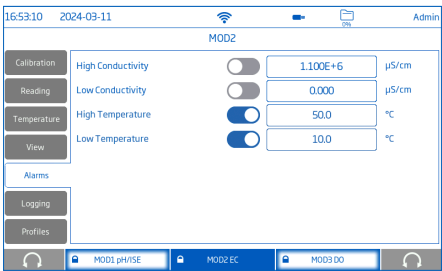 16:53:10 2024-03-11 0% Admin
MOD2
Calibration
Reading
Temperature
View
Alarms
Logging
Profiles
High Conductivity 1.100E+6 µS/cm
Low Conductivity 0.000 µS/cm
High Temperature 50.0 °C
Low Temperature 10.0 °C
MOD1 pH/ISE MOD2 EC MOD3 DO